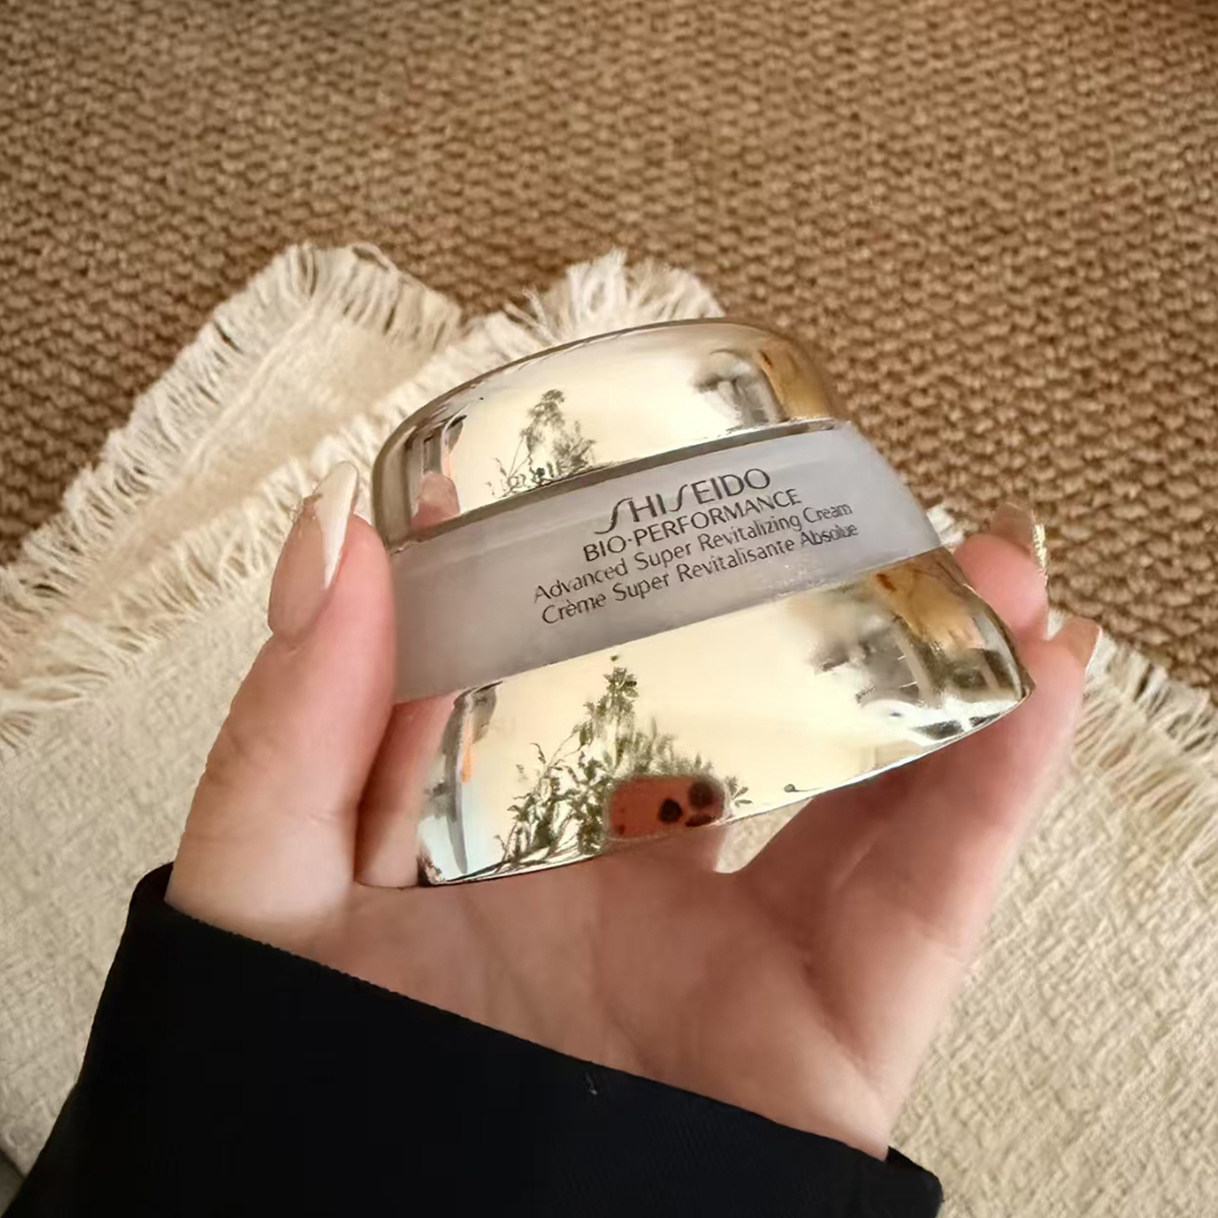 SHISEIDO
BIO-PERFORMANCE
Advanced Super Revitalizing Cream
Crème Super Revitalisante Absolue